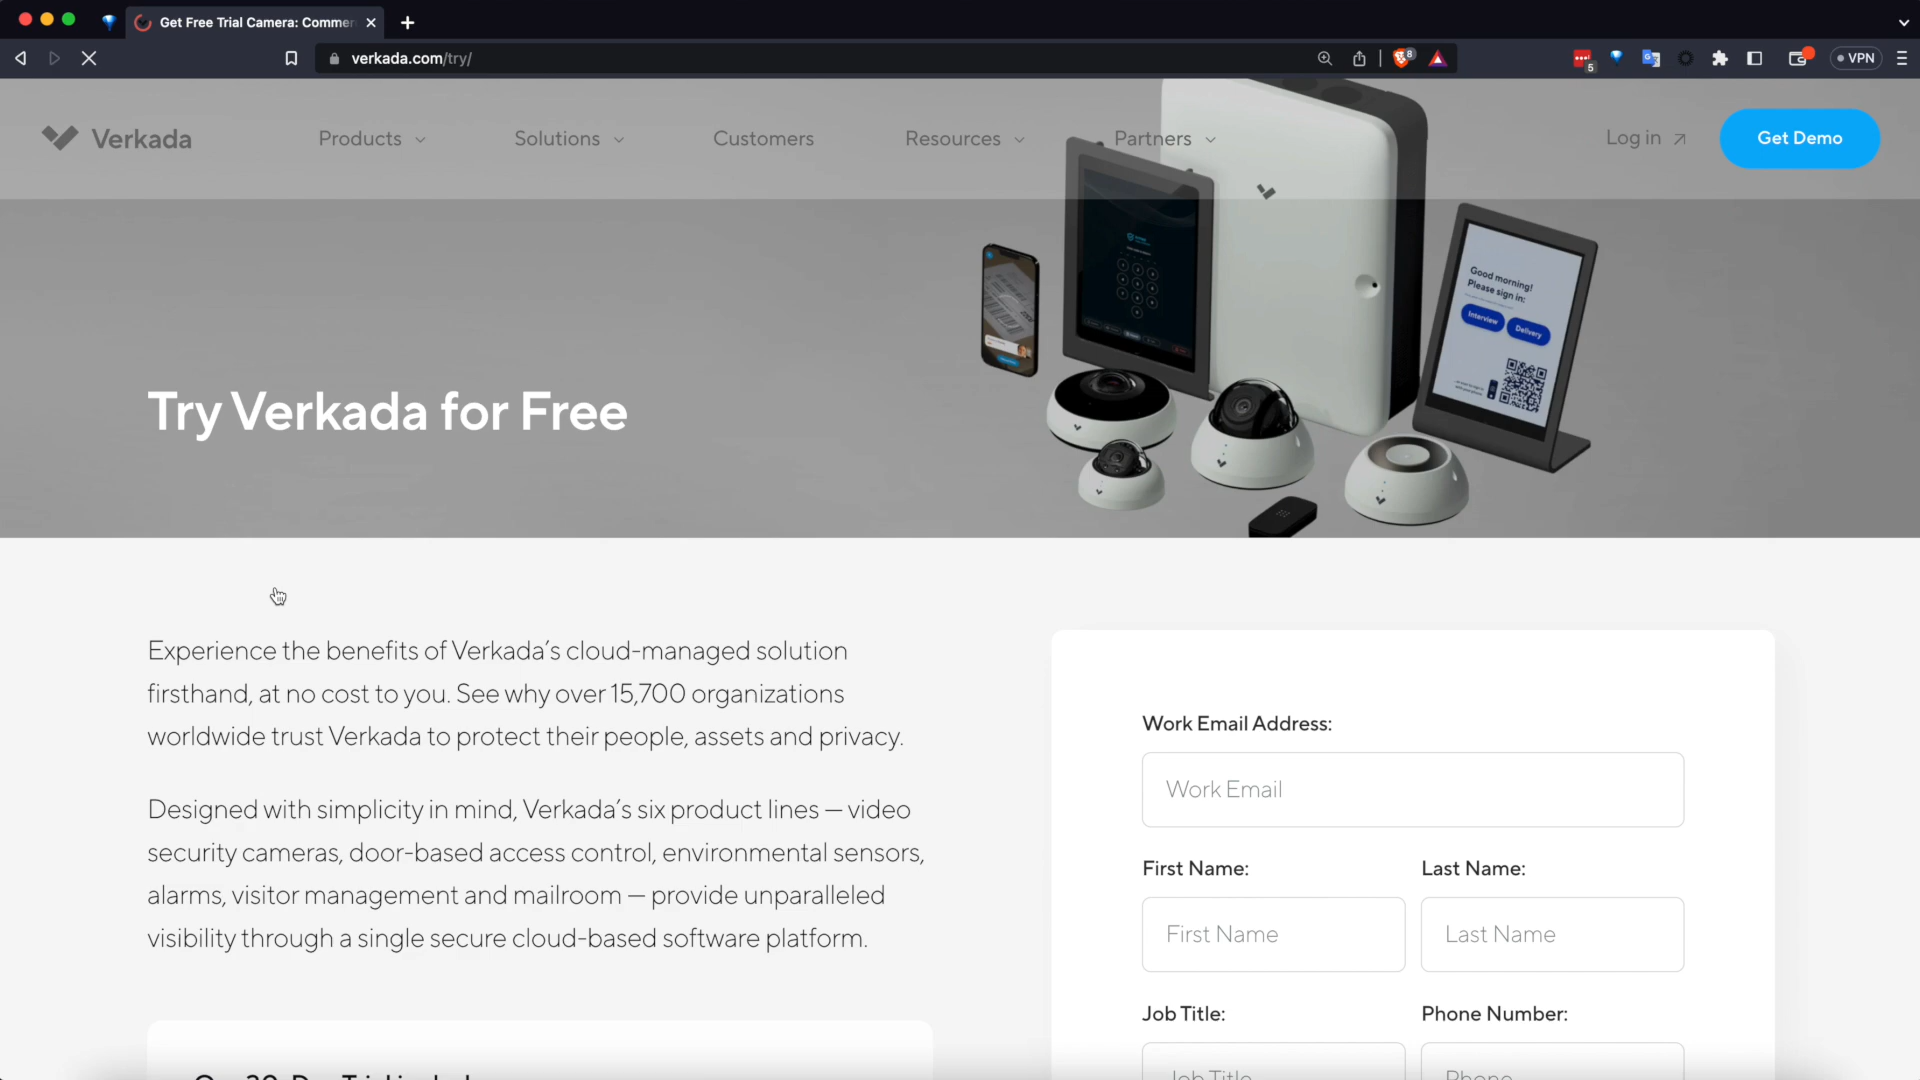 Get Free Trial Camera: Commer
verkada.com/try/
8
5
VPN
Verkada
Products
Solutions
Customers
Resources
Partners
Log in
Get Demo
Good morning!
Please sign in:
Interview
Delivery
Try Verkada for Free
Experience the benefits of Verkada’s cloud-managed solution
firsthand, at no cost to you. See why over 15,700 organizations
worldwide trust Verkada to protect their people, assets and privacy.
Designed with simplicity in mind, Verkada’s six product lines — video
security cameras, door-based access control, environmental sensors,
alarms, visitor management and mailroom — provide unparalleled
visibility through a single secure cloud-based software platform.
Work Email Address:
Work Email
First Name:
Last Name:
First Name
Last Name
Job Title:
Phone Number:
Job Title
Phone